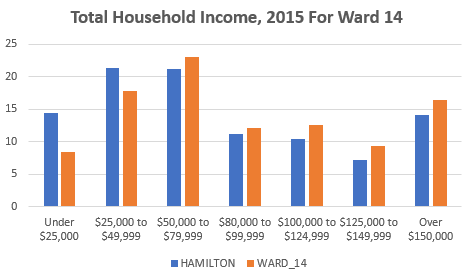 Total Household Income, 2015 For Ward 14
25
20
15
10
5
0
Under $25,000
$25,000 to $49,999
$50,000 to $79,999
$80,000 to $99,999
$100,000 to $124,999
$125,000 to $149,999
Over $150,000
HAMILTON
WARD_14